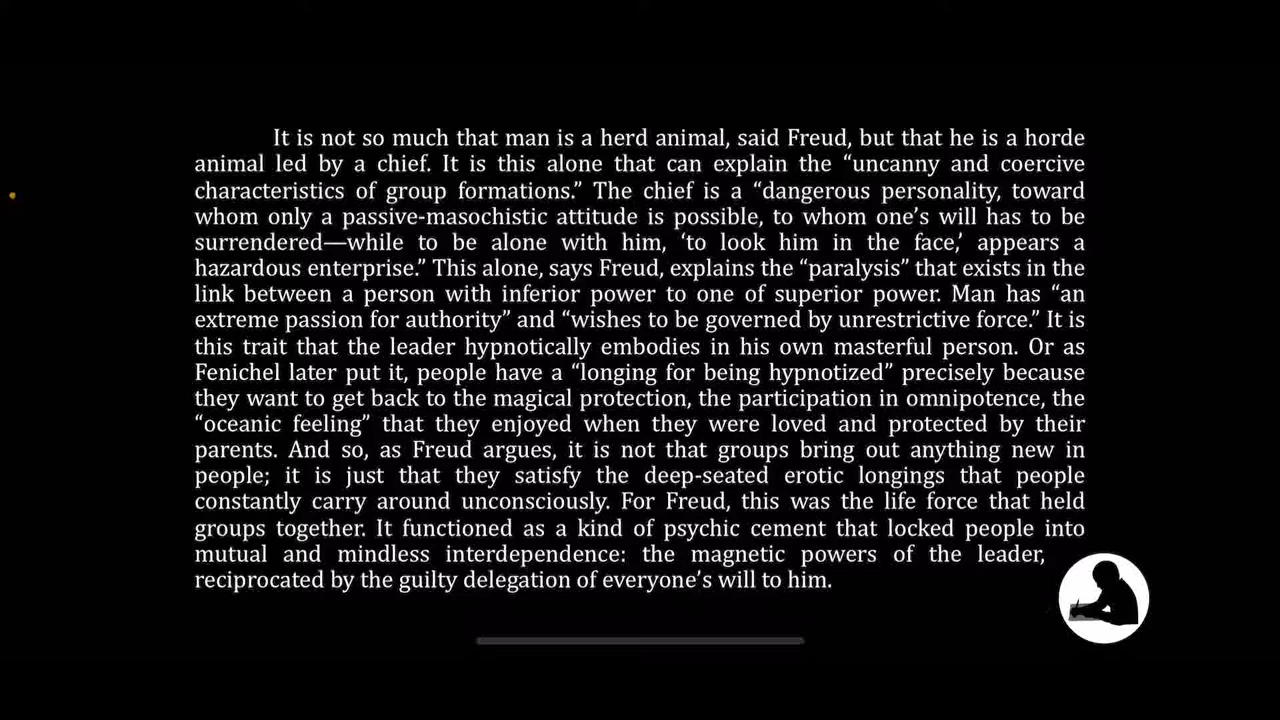 It is not so much that man is a herd animal, said Freud, but that he is a horde
animal led by a chief. It is this alone that can explain the “uncanny and coercive
characteristics of group formations.” The chief is a “dangerous personality, toward
whom only a passive-masochistic attitude is possible, to whom one’s will has to be
surrendered—while to be alone with him, ‘to look him in the face,’ appears a
hazardous enterprise.” This alone, says Freud, explains the “paralysis” that exists in the
link between a person with inferior power to one of superior power. Man has “an
extreme passion for authority” and “wishes to be governed by unrestrictive force.” It is
this trait that the leader hypnotically embodies in his own masterful person. Or as
Fenichel later put it, people have a “longing for being hypnotized” precisely because
they want to get back to the magical protection, the participation in omnipotence, the
“oceanic feeling” that they enjoyed when they were loved and protected by their
parents. And so, as Freud argues, it is not that groups bring out anything new in
people; it is just that they satisfy the deep-seated erotic longings that people
constantly carry around unconsciously. For Freud, this was the life force that held
groups together. It functioned as a kind of psychic cement that locked people into
mutual and mindless interdependence: the magnetic powers of the leader,
reciprocated by the guilty delegation of everyone’s will to him.